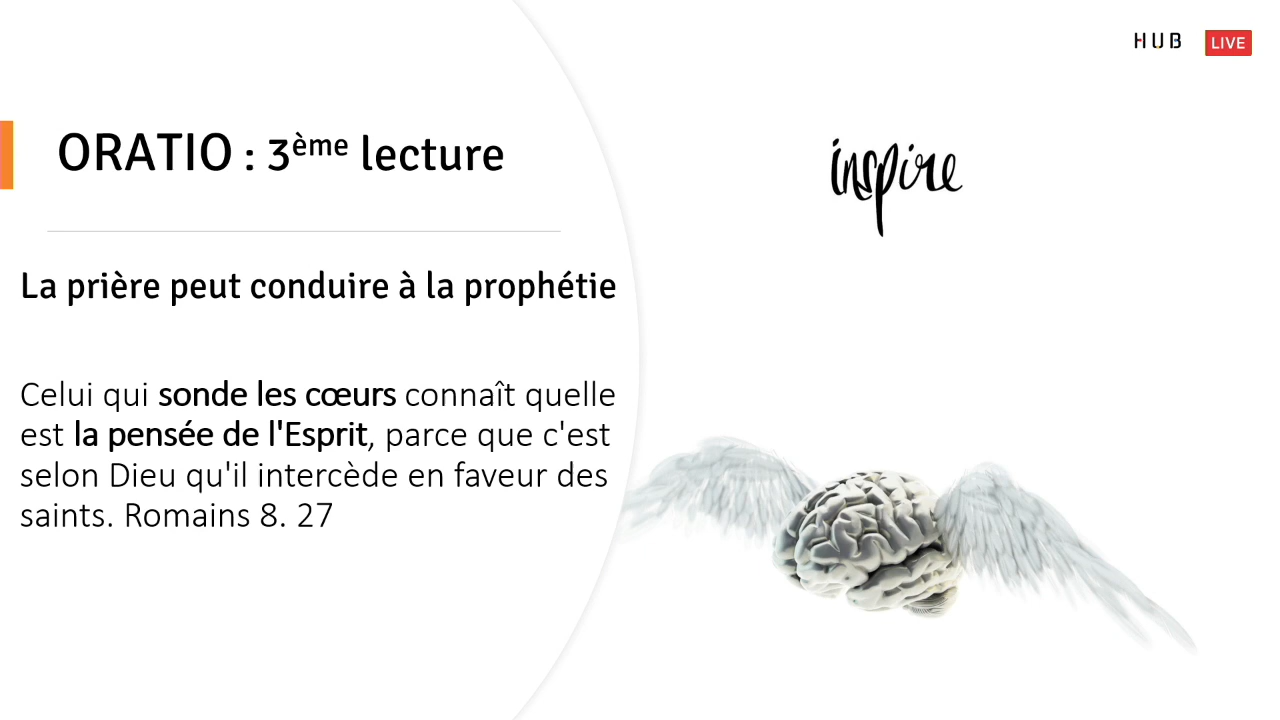 HUB LIVE
ORATIO : 3ème lecture
inspire
La prière peut conduire à la prophétie
Celui qui sonde les cœurs connaît quelle
est la pensée de l'Esprit, parce que c'est
selon Dieu qu'il intercède en faveur des
saints. Romains 8. 27